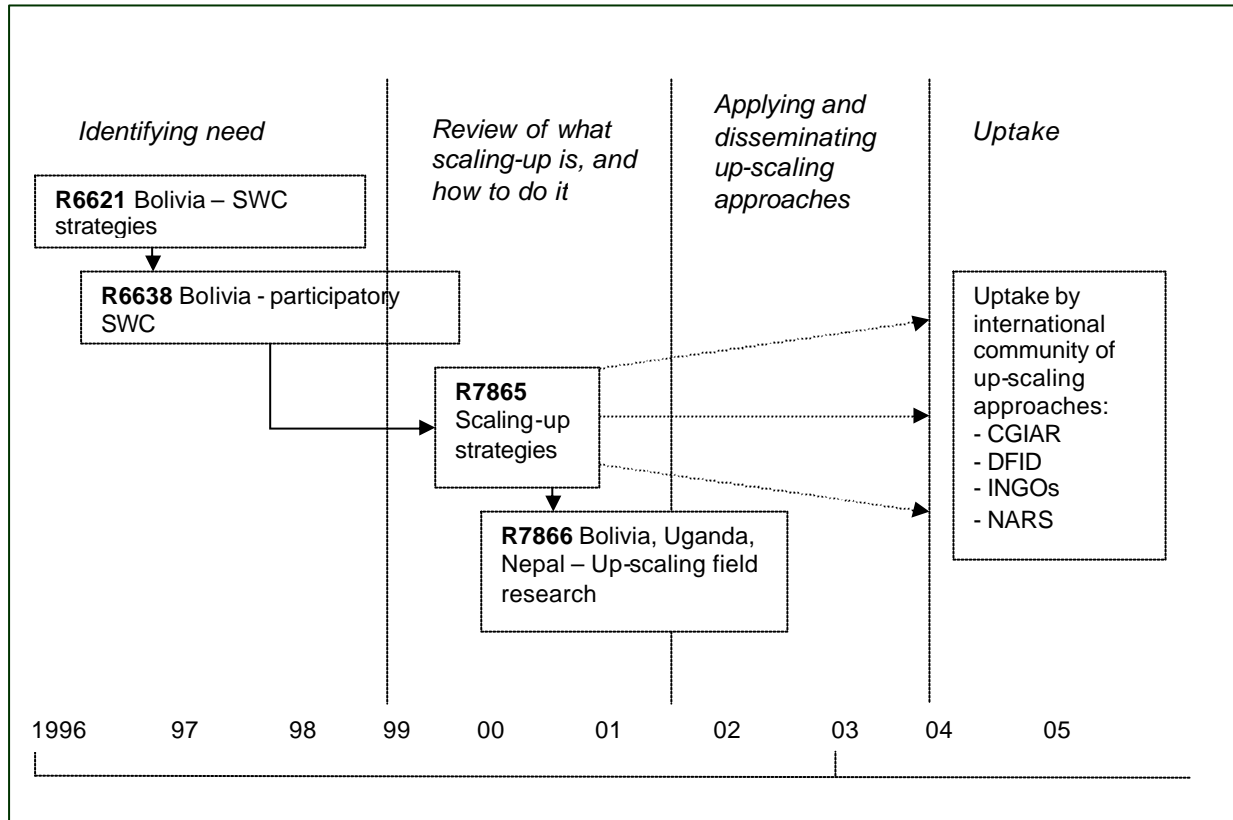 Identifying need
Review of what
scaling-up is, and
how to do it
Applying and
disseminating
up-scaling
approaches
Uptake
R6621 Bolivia – SWC
strategies
R6638 Bolivia - participatory
SWC
R7865
Scaling-up
strategies
R7866 Bolivia, Uganda,
Nepal – Up-scaling field
research
Uptake by
international
community of
up-scaling
approaches:
- CGIAR
- DFID
- INGOs
- NARS
1996 97 98 99 00 01 02 03 04 05